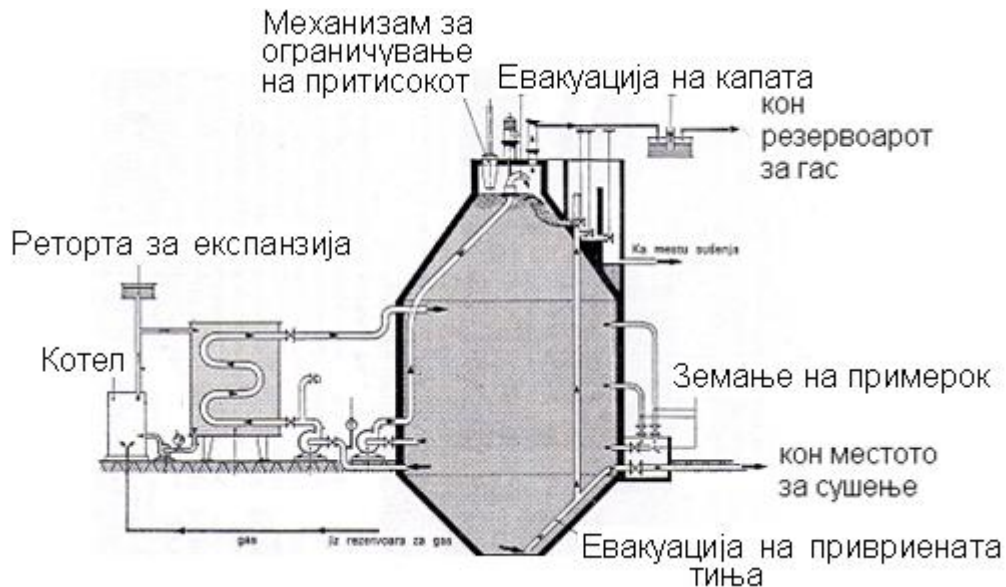 Механизам за
ограничување
на притисокот
Евакуација на капата
кон
резервоарот
за гас
Реторта за експанзија
Ka mestu sušenja
Котел
Земање на примерок
кон местото
за сушење
gas
iz rezervoara za gas
Евакуација на привриената
тиња